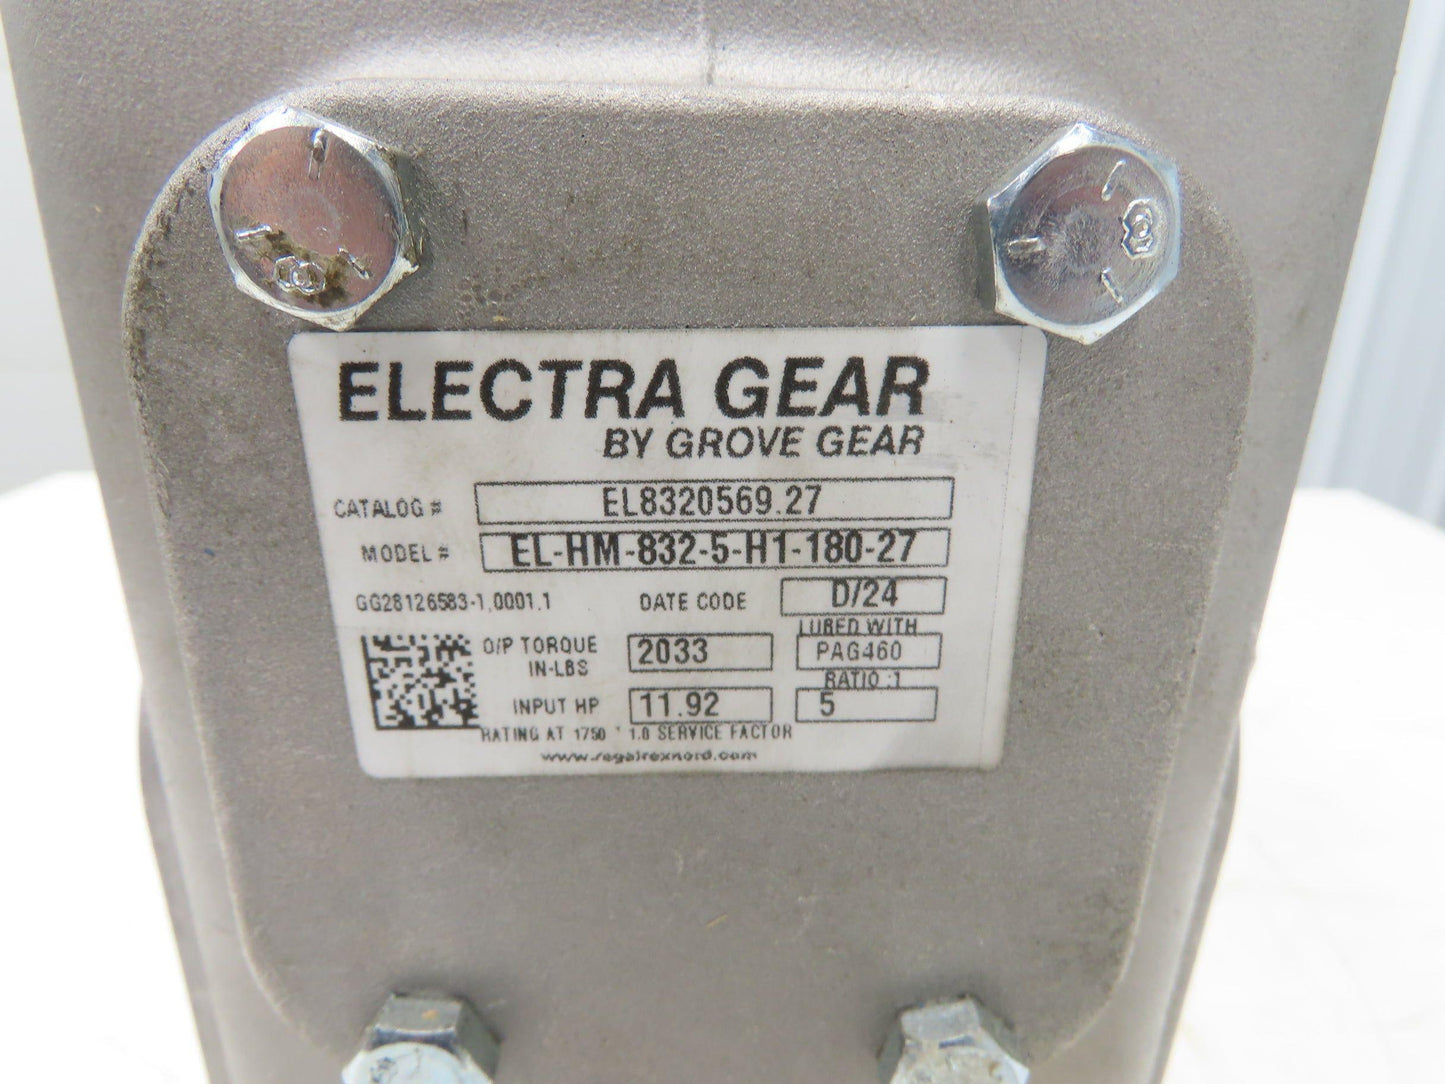 ELECTRA GEAR
BY GROVE GEAR
CATALOG # EL8320569.27
MODEL # EL-HM-832-5-H1-180-27
GG28126583-1,0001.1 DATE CODE D/24
LUBED WITH
O/P TORQUE IN-LBS 2033 PAG460
RATIO :1
INPUT HP 11.92 5
RATING AT 1750 * 1.0 SERVICE FACTOR
www.regalrexnord.com